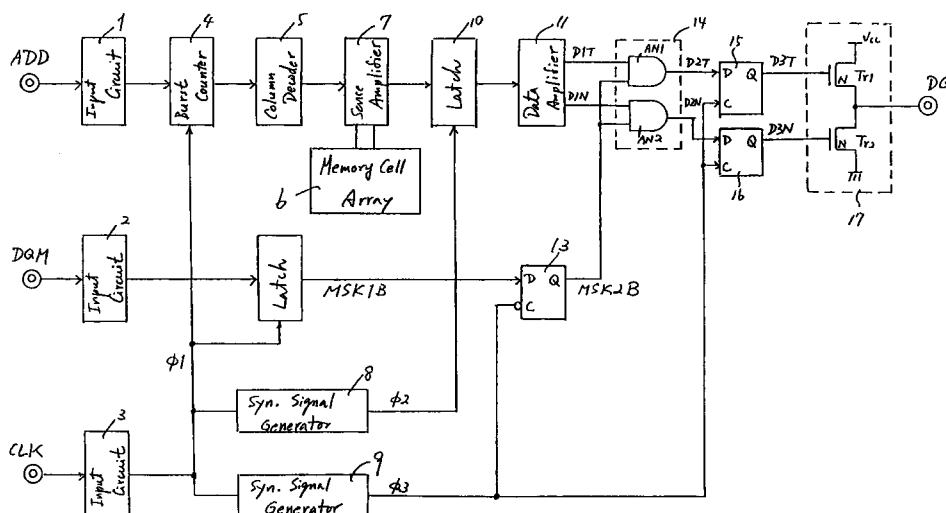 1
4
5
7
10
11
14
ADD
Input Circuit
Burst Counter
Column Decoder
Sence Amplifier
Latch
Data Amplifier
D1T
D1N
AN1
AN2
D2T
D2N
15
D Q
C
D3T
Vcc
N Tr1
DQ
D Q
C
16
D3N
N Tr2
17
6
Memory Cell Array
2
DQM
Input Circuit
Latch
MSK1B
13
D Q
C
MSK2B
φ1
8
Syn. Signal Generator
φ2
3
CLK
Input Circuit
9
Syn. Signal Generator
φ3